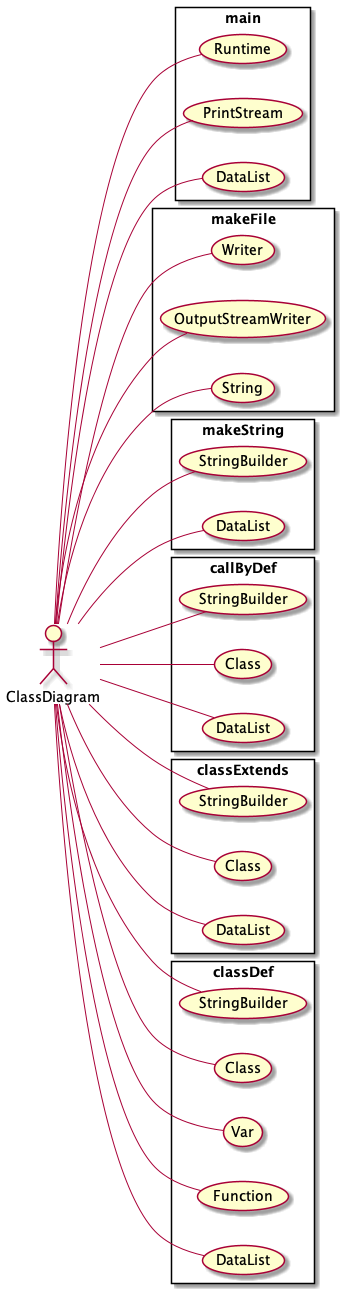 main
Runtime
PrintStream
DataList
makeFile
Writer
OutputStreamWriter
String
makeString
StringBuilder
DataList
callByDef
StringBuilder
Class
DataList
ClassDiagram
classExtends
StringBuilder
Class
DataList
classDef
StringBuilder
Class
Var
Function
DataList